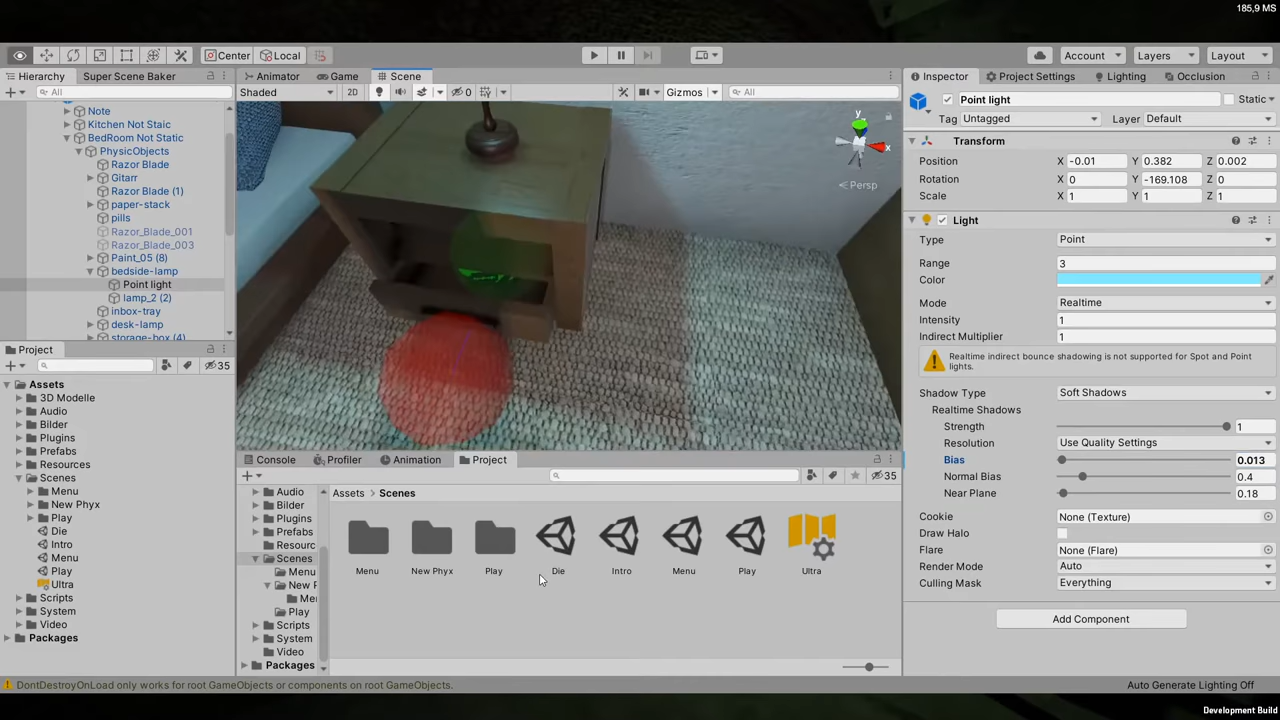 185,9 MS
Center
Local
Account
Layers
Layout
Hierarchy
Super Scene Baker
All
Note
Kitchen Not Staic
BedRoom Not Static
PhysicObjects
Razor Blade
Gitarr
Razor Blade (1)
paper-stack
pills
Razor_Blade_001
Razor_Blade_003
Paint_05 (8)
bedside-lamp
Point light
lamp_2 (2)
inbox-tray
desk-lamp
storage-box (4)
Animator
Game
Scene
Shaded
2D
0
Gizmos
All
y
x
Persp
Project
35
Assets
3D Modelle
Audio
Bilder
Plugins
Prefabs
Resources
Scenes
Menu
New Phyx
Play
Die
Intro
Menu
Play
Ultra
Scripts
System
Video
Packages
Console
Profiler
Animation
Project
35
Audio
Bilder
Plugins
Prefabs
Resourc
Scenes
Menu
New P
Me
Play
Scripts
System
Video
Packages
Assets > Scenes
Menu
New Phyx
Play
Die
Intro
Menu
Play
Ultra
Inspector
Project Settings
Lighting
Occlusion
Point light
Static
Tag Untagged
Layer Default
Transform
Position X -0.01 Y 0.382 Z 0.002
Rotation X 0 Y -169.108 Z 0
Scale X 1 Y 1 Z 1
Light
Type Point
Range 3
Color
Mode Realtime
Intensity 1
Indirect Multiplier 1
Realtime indirect bounce shadowing is not supported for Spot and Point
lights.
Shadow Type Soft Shadows
Realtime Shadows
Strength 1
Resolution Use Quality Settings
Bias 0.013
Normal Bias 0.4
Near Plane 0.18
Cookie None (Texture)
Draw Halo
Flare None (Flare)
Render Mode Auto
Culling Mask Everything
Add Component
DontDestroyOnLoad only works for root GameObjects or components on root GameObjects.
Auto Generate Lighting Off
Development Build